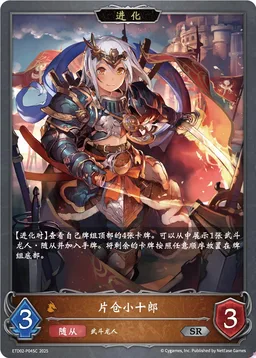 进化
【进化时】查看自己牌组顶部的4张卡牌。可以从中展示1张武斗
龙人·随从并加入手牌。将剩余的卡牌按照任意顺序放置在牌
组底部。
片仓小十郎
3
随从
武斗龙人
SR
3
© Cygames, Inc. Published by NetEase Games